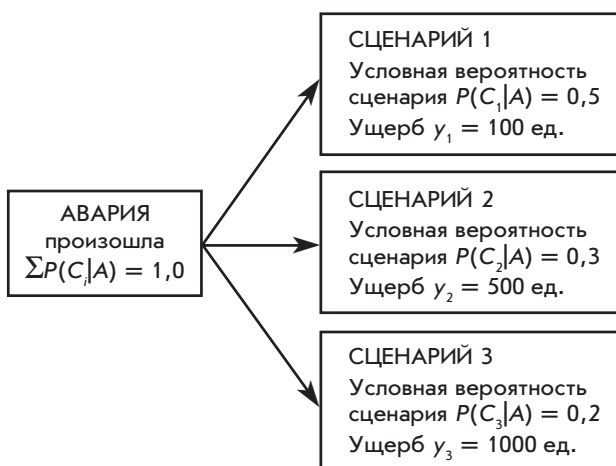 СЦЕНАРИЙ 1
Условная вероятность
сценария P(C₁|A) = 0,5
Ущерб y₁ = 100 ед.
АВАРИЯ
произошла
ΣP(Cᵢ|A) = 1,0
СЦЕНАРИЙ 2
Условная вероятность
сценария P(C₂|A) = 0,3
Ущерб y₂ = 500 ед.
СЦЕНАРИЙ 3
Условная вероятность
сценария P(C₃|A) = 0,2
Ущерб y₃ = 1000 ед.